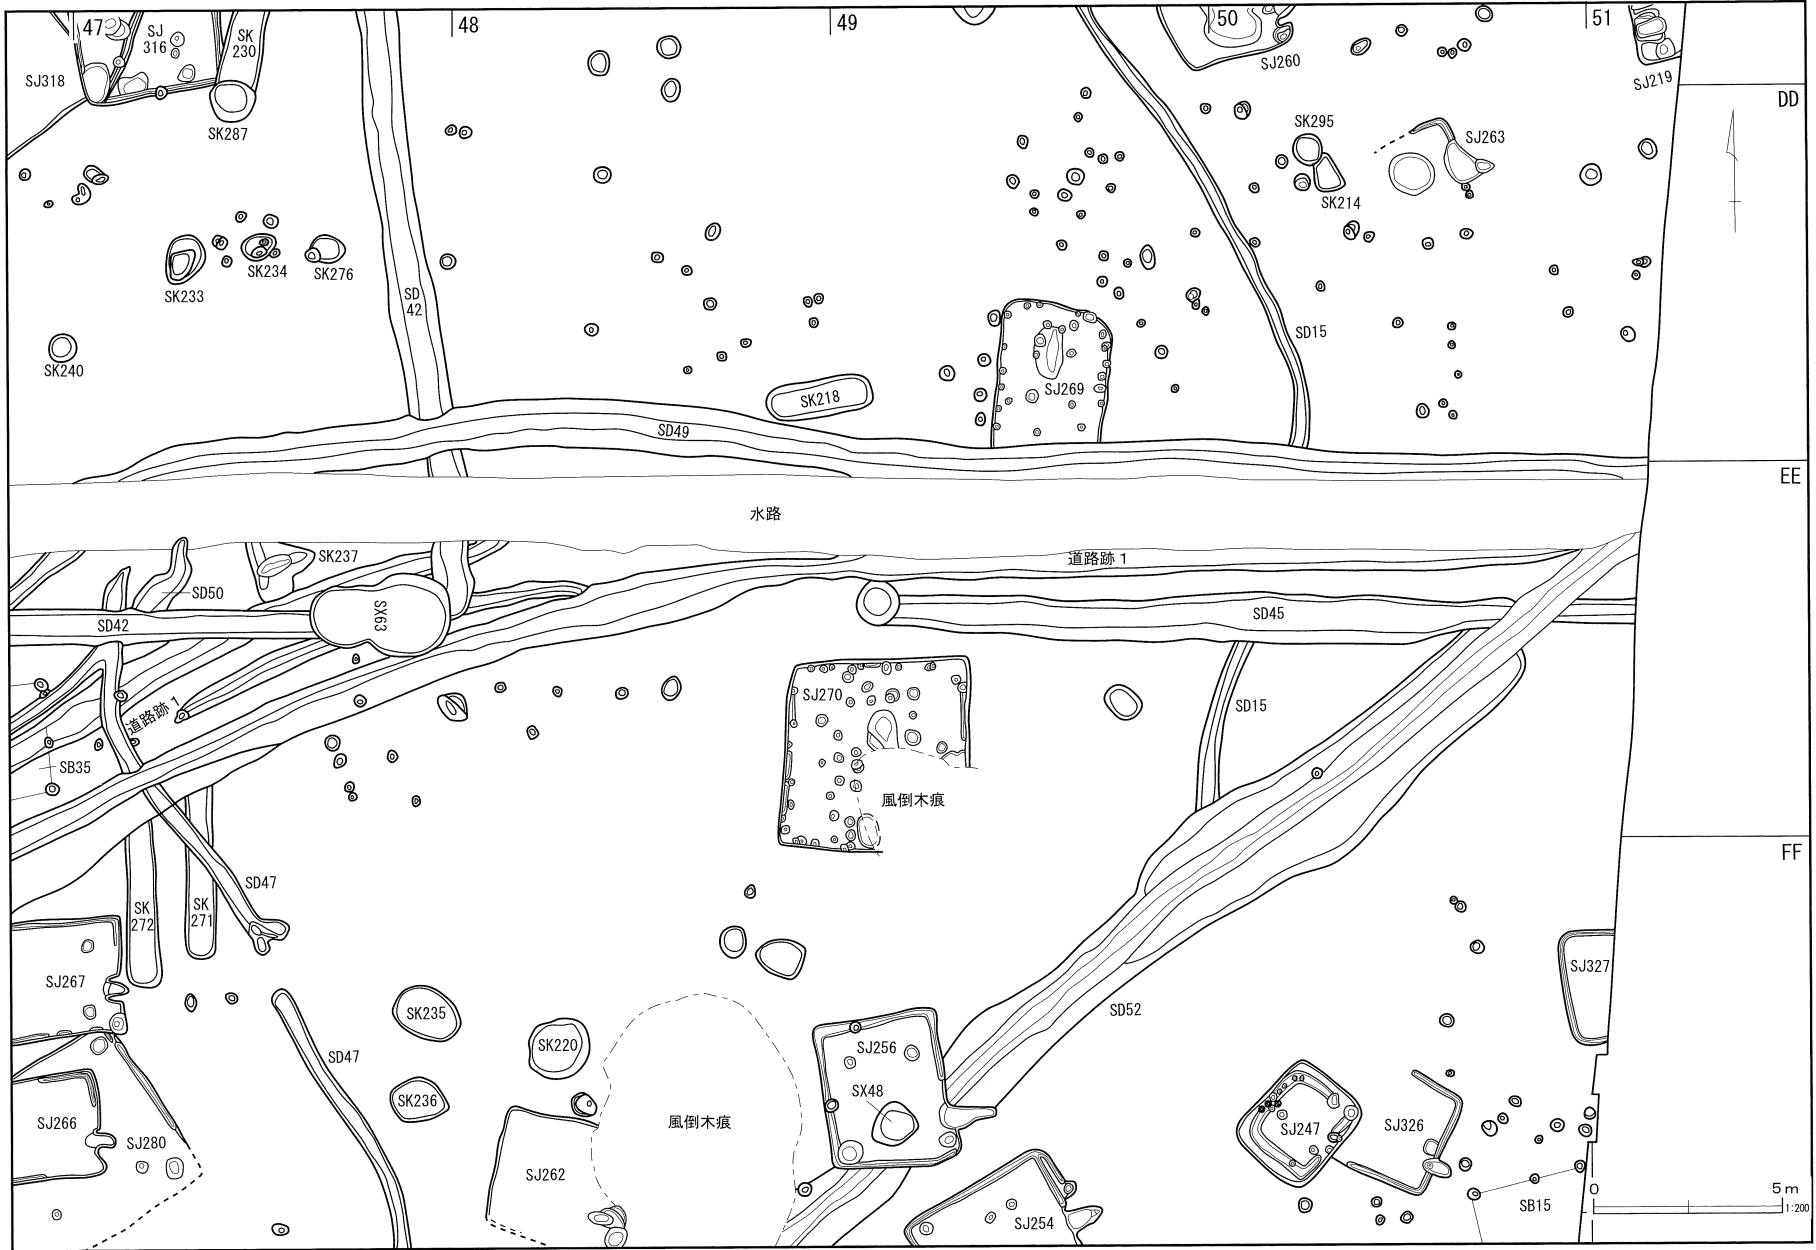 47
48
49
50
51
SJ
316
SK
230
SJ318
SK287
SJ260
SJ219
DD
SK295
SJ263
SK214
SK233
SK234
SK276
SD
42
SD15
SK240
SK218
SJ269
SD49
EE
水路
SK237
道路跡1
SD50
SX63
SD42
SD45
SJ270
道路跡1
SD15
SB35
風倒木痕
FF
SD47
SK
272
SK
271
SJ267
SJ327
SK235
SD52
SK220
SJ256
SD47
SX48
SK236
SJ266
SJ280
風倒木痕
SJ247
SJ326
SJ262
SB15
SJ254
0
5m
1:200